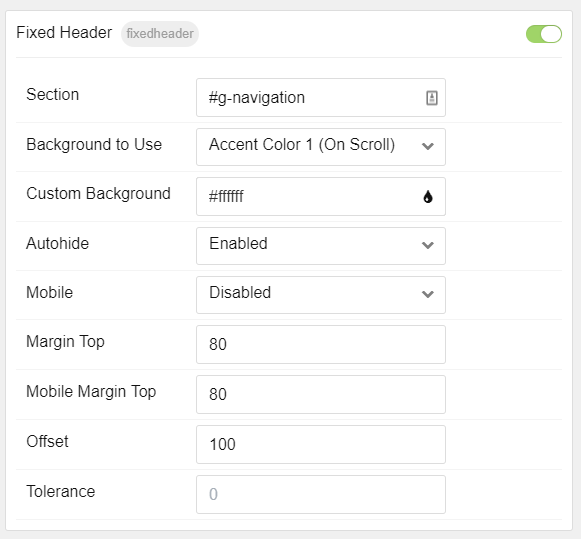 Fixed Header fixedheader
Section #g-navigation
Background to Use Accent Color 1 (On Scroll)
Custom Background #ffffff
Autohide Enabled
Mobile Disabled
Margin Top 80
Mobile Margin Top 80
Offset 100
Tolerance 0